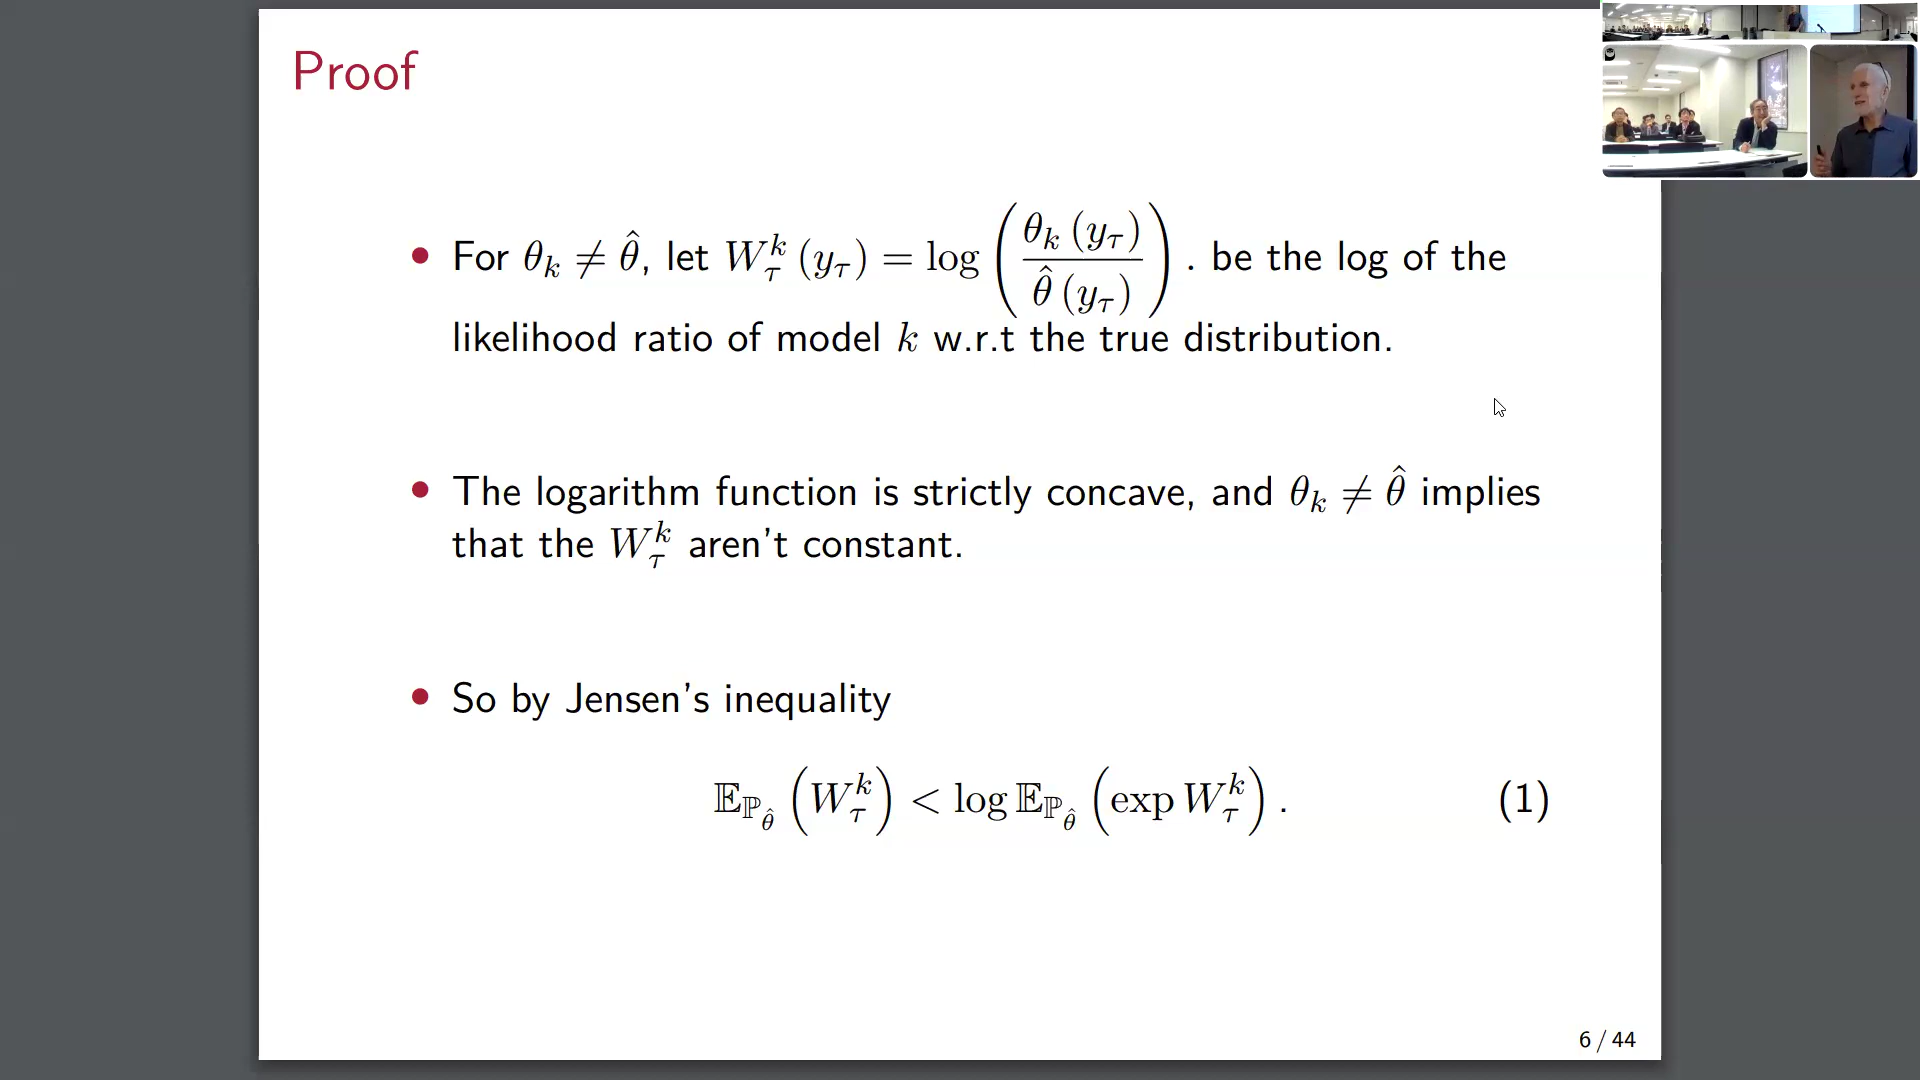 Proof
• For θ_k ≠ θ̂, let W_τ^k (y_τ) = log ( θ_k (y_τ) / θ̂ (y_τ) ) . be the log of the
likelihood ratio of model k w.r.t the true distribution.
• The logarithm function is strictly concave, and θ_k ≠ θ̂ implies
that the W_τ^k aren't constant.
• So by Jensen's inequality
𝔼_{ℙ_θ̂} (W_τ^k) < log 𝔼_{ℙ_θ̂} (exp W_τ^k) . (1)
6 / 44